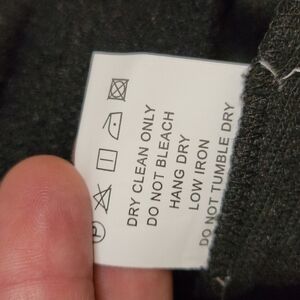 DRY CLEAN ONLY
DO NOT BLEACH
HANG DRY
LOW IRON
DO NOT TUMBLE DRY